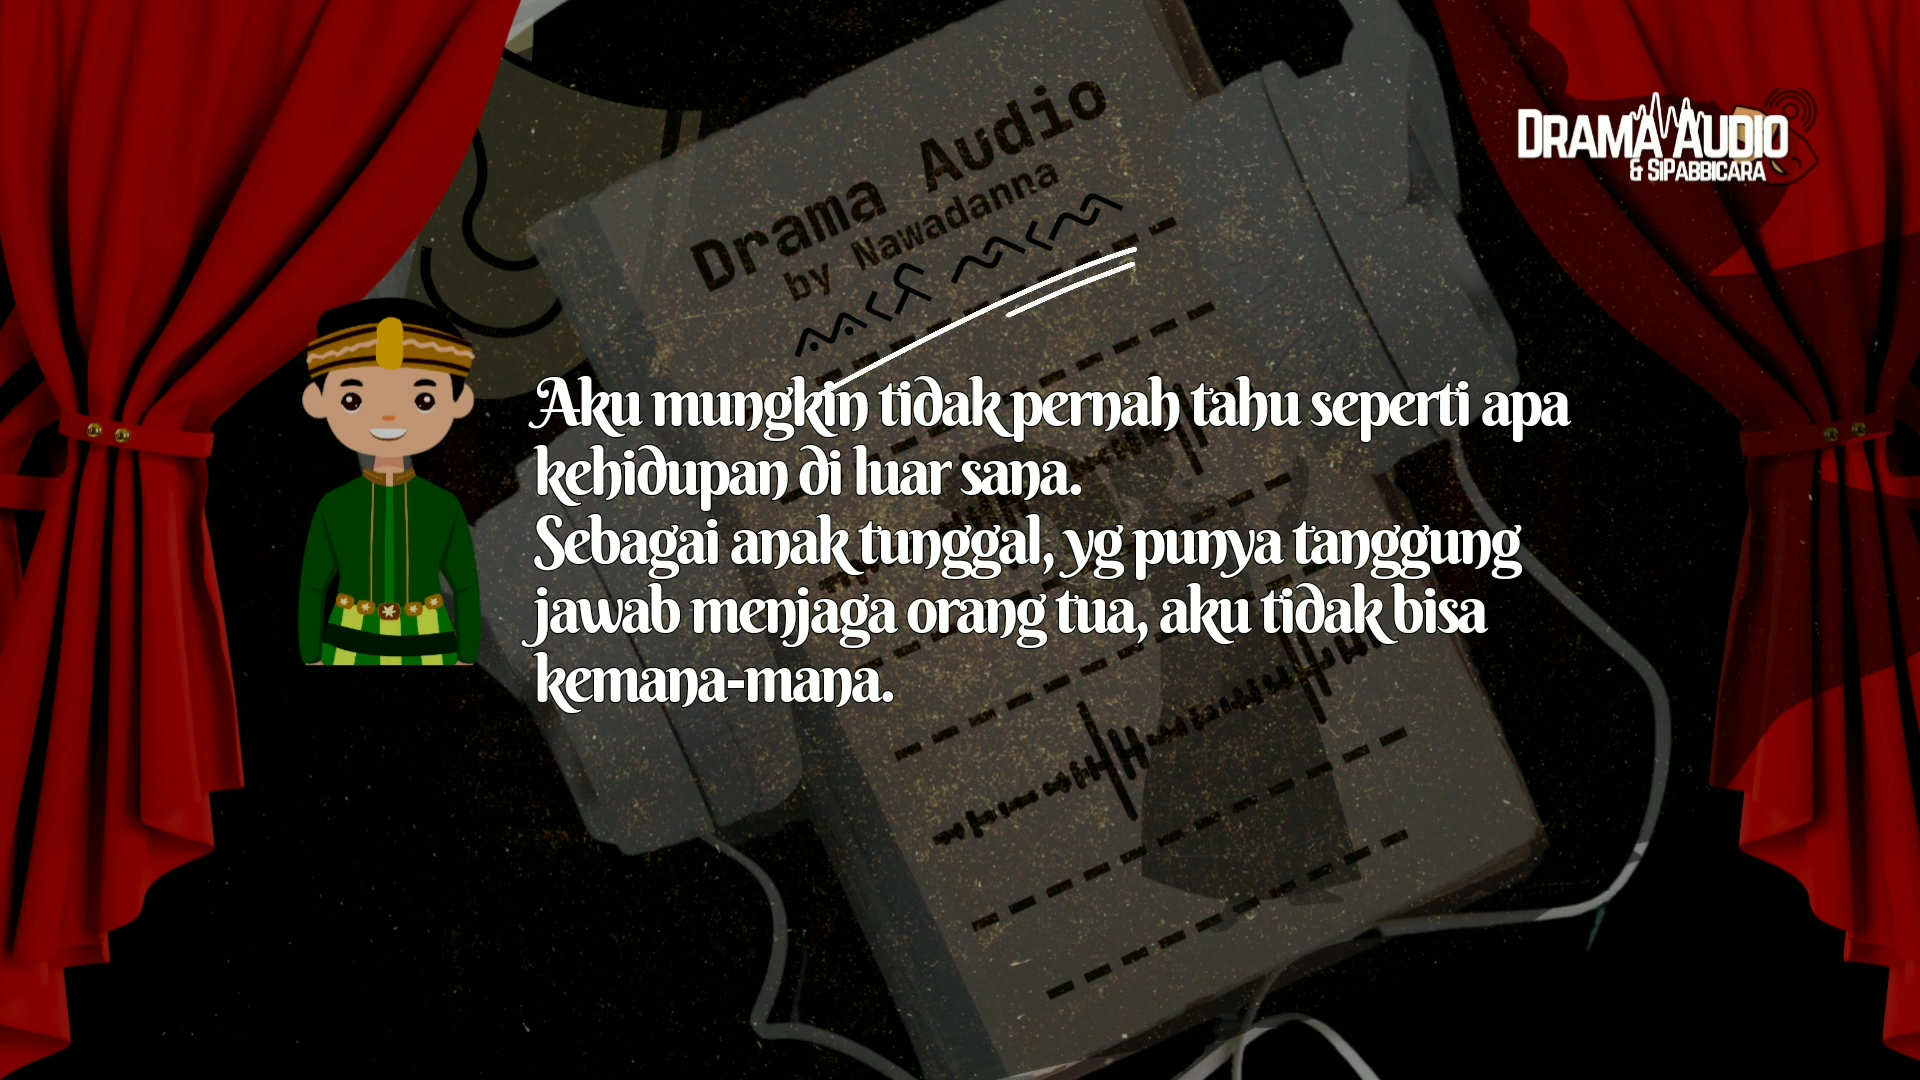 Drama Audio
by Nawadanna
DRAMA AUDIO
& SIPABBICARA
Aku mungkin tidak pernah tahu seperti apa
kehidupan di luar sana.
Sebagai anak tunggal, yg punya tanggung
jawab menjaga orang tua, aku tidak bisa
kemana-mana.